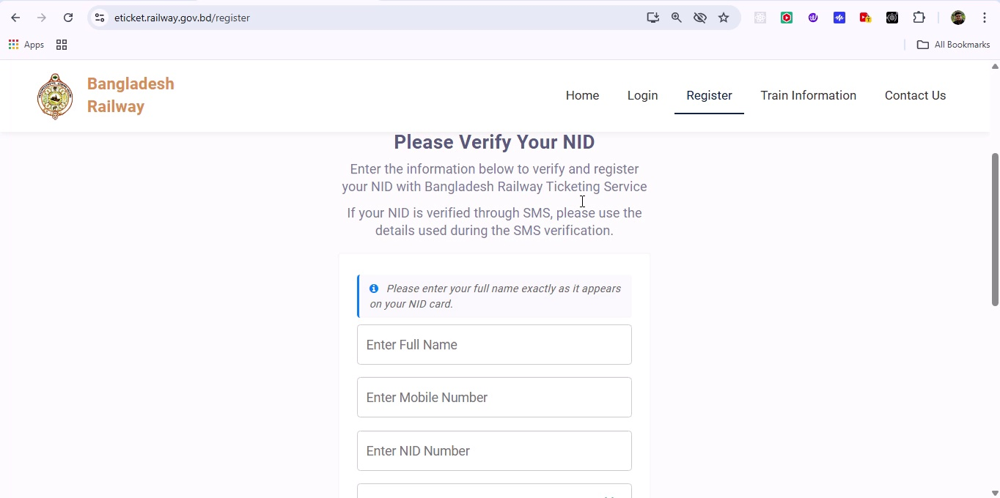 eticket.railway.gov.bd/register
Apps
All Bookmarks
Bangladesh
Railway
Home
Login
Register
Train Information
Contact Us
Please Verify Your NID
Enter the information below to verify and register
your NID with Bangladesh Railway Ticketing Service
If your NID is verified through SMS, please use the
details used during the SMS verification.
Please enter your full name exactly as it appears
on your NID card.
Enter Full Name
Enter Mobile Number
Enter NID Number